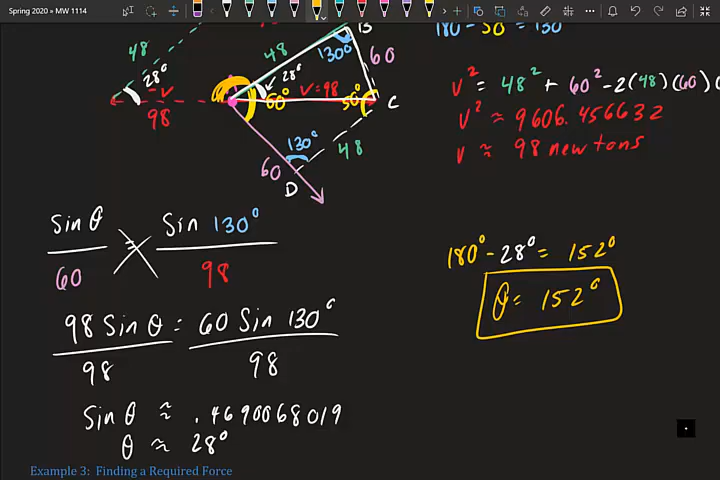 Spring 2020 » MW 1114
180 - 50 = 130
48 48 130° 60
28° 28°
-v 60° v=98 50° C
98
130° 48
60
D
v² = 48² + 60² - 2(48)(60)
v² ≈ 9606.456632
v ≈ 98 newtons
Sin θ = Sin 130°
60 98
180° - 28° = 152°
θ = 152°
98 Sin θ = 60 Sin 130°
98 98
Sin θ ≈ .4690068019
θ ≈ 28°
Example 3: Finding a Required Force